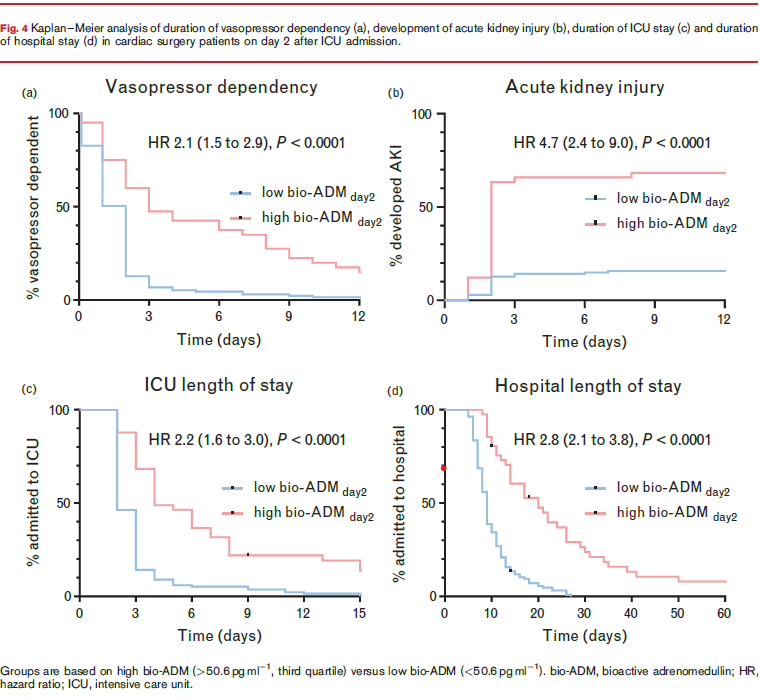 Fig. 4 Kaplan–Meier analysis of duration of vasopressor dependency (a), development of acute kidney injury (b), duration of ICU stay (c) and duration
of hospital stay (d) in cardiac surgery patients on day 2 after ICU admission.
(a)
Vasopressor dependency
100
50
0
% vasopressor dependent
HR 2.1 (1.5 to 2.9), P < 0.0001
low bio-ADM day2
high bio-ADM day2
0 3 6 9 12
Time (days)
(b)
Acute kidney injury
100
50
0
% developed AKI
HR 4.7 (2.4 to 9.0), P < 0.0001
low bio-ADM day2
high bio-ADM day2
0 3 6 9 12
Time (days)
(c)
ICU length of stay
100
50
0
% admitted to ICU
HR 2.2 (1.6 to 3.0), P < 0.0001
low bio-ADM day2
high bio-ADM day2
0 3 6 9 12 15
Time (days)
(d)
Hospital length of stay
100
50
0
% admitted to hospital
HR 2.8 (2.1 to 3.8), P < 0.0001
low bio-ADM day2
high bio-ADM day2
0 10 20 30 40 50 60
Time (days)
Groups are based on high bio-ADM (>50.6 pg ml−1, third quartile) versus low bio-ADM (<50.6 pg ml−1). bio-ADM, bioactive adrenomedullin; HR,
hazard ratio; ICU, intensive care unit.